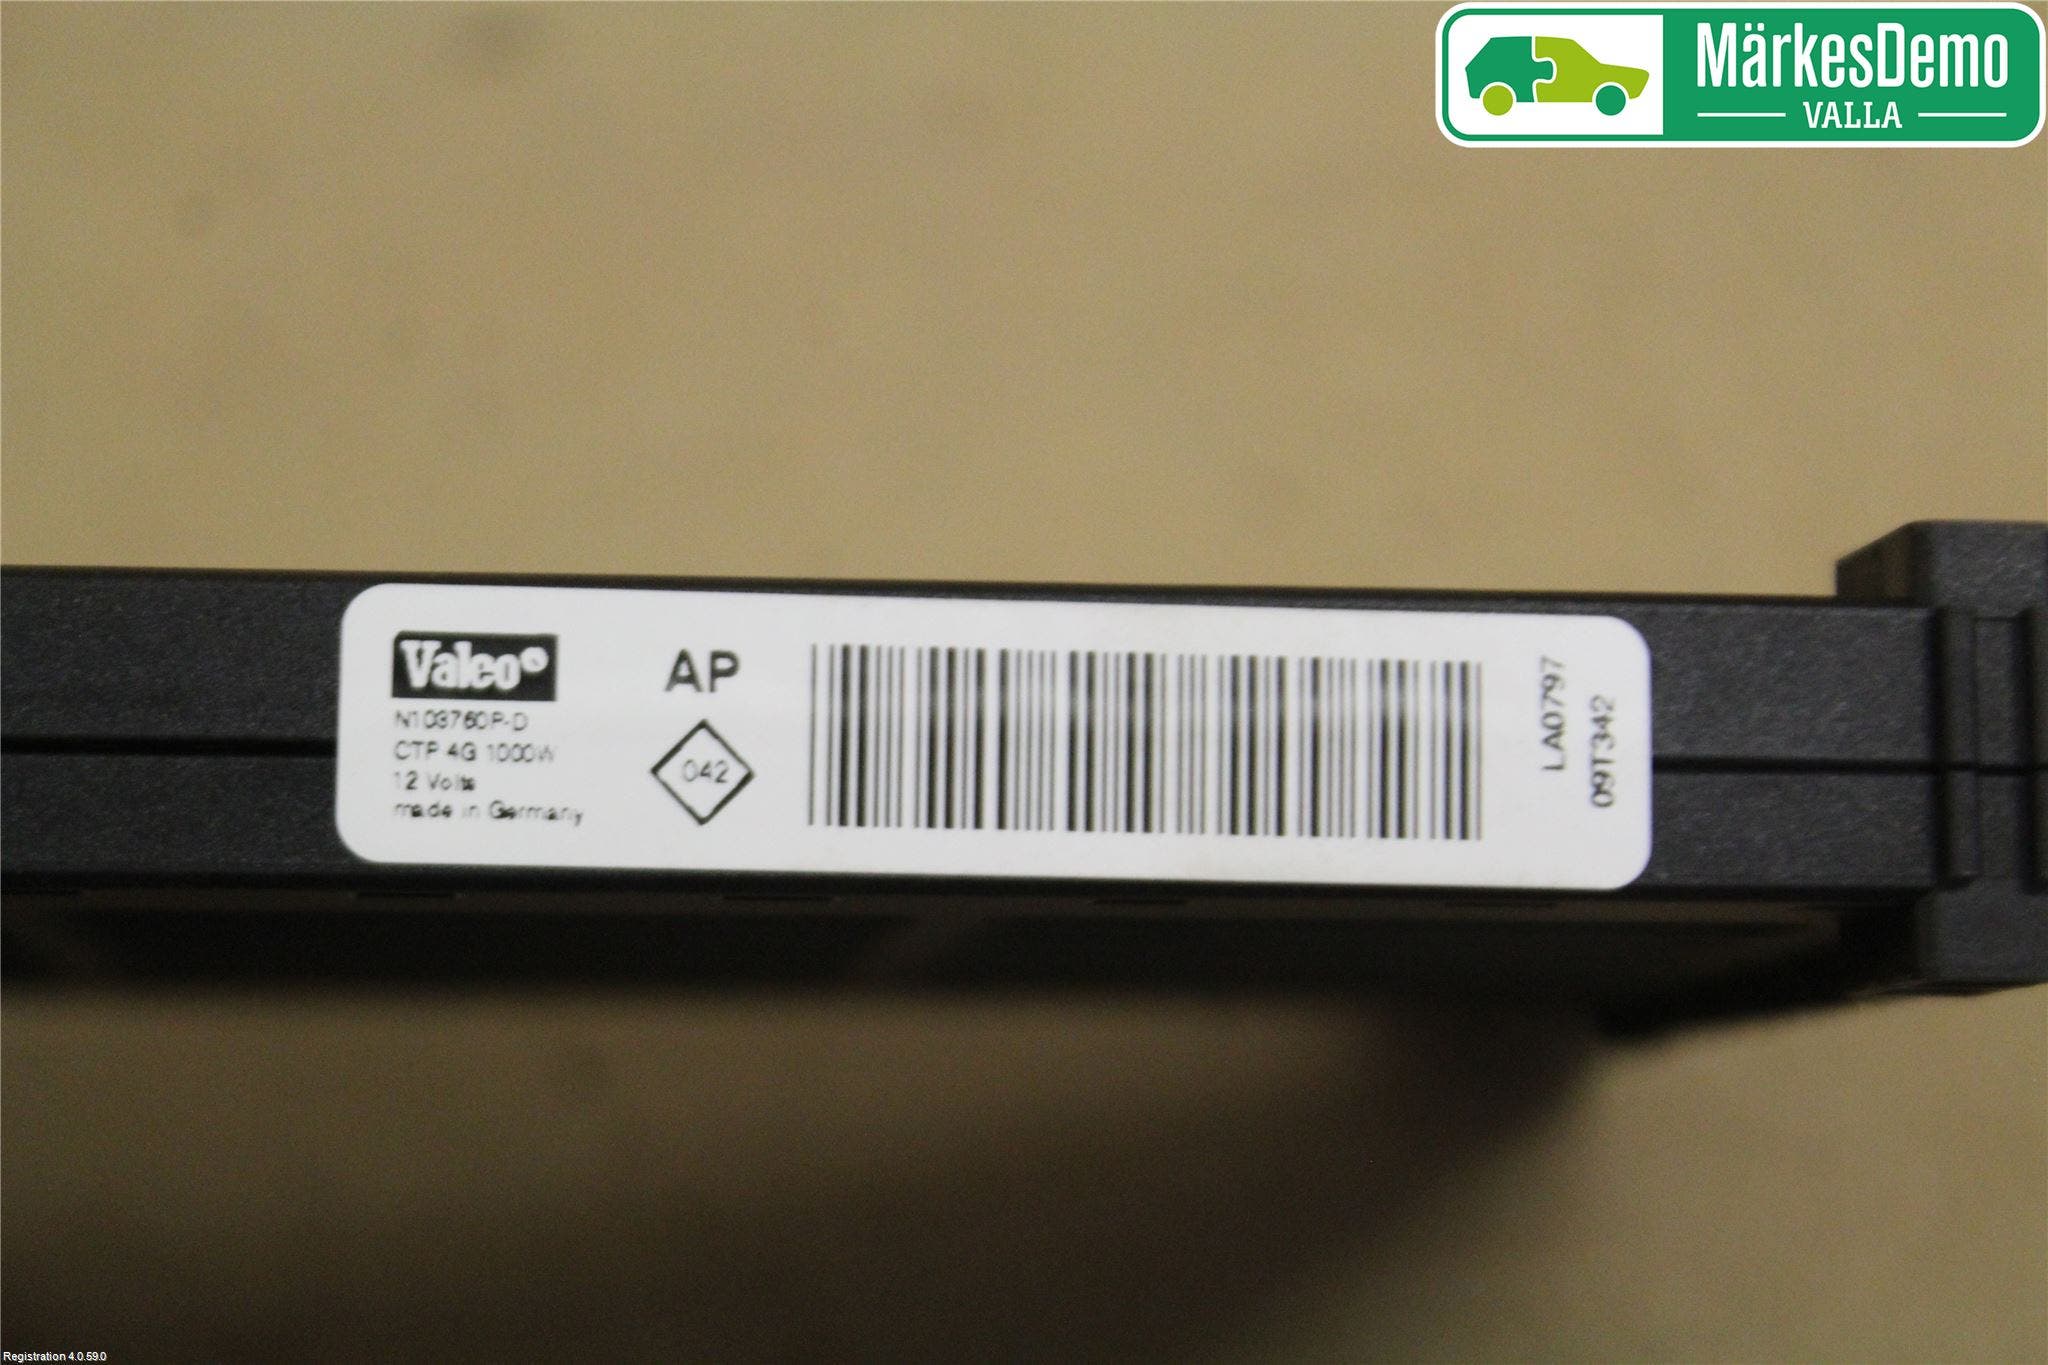 MärkesDemo
VALLA
Valeo
N103760P-D
CTP 4G 1000W
12 Volts
made in Germany
AP
042
LA0797
09T342
Registration 4.0.59.0